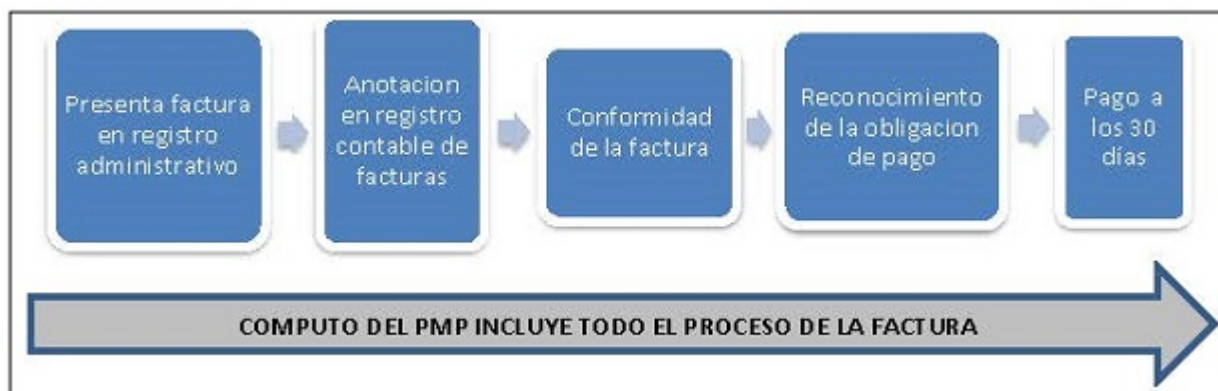 Presenta factura
en registro
administrativo
Anotacion
en registro
contable de
facturas
Conformidad
de la factura
Reconocimiento
de la obligacion
de pago
Pago a
los 30
días
COMPUTO DEL PMP INCLUYE TODO EL PROCESO DE LA FACTURA